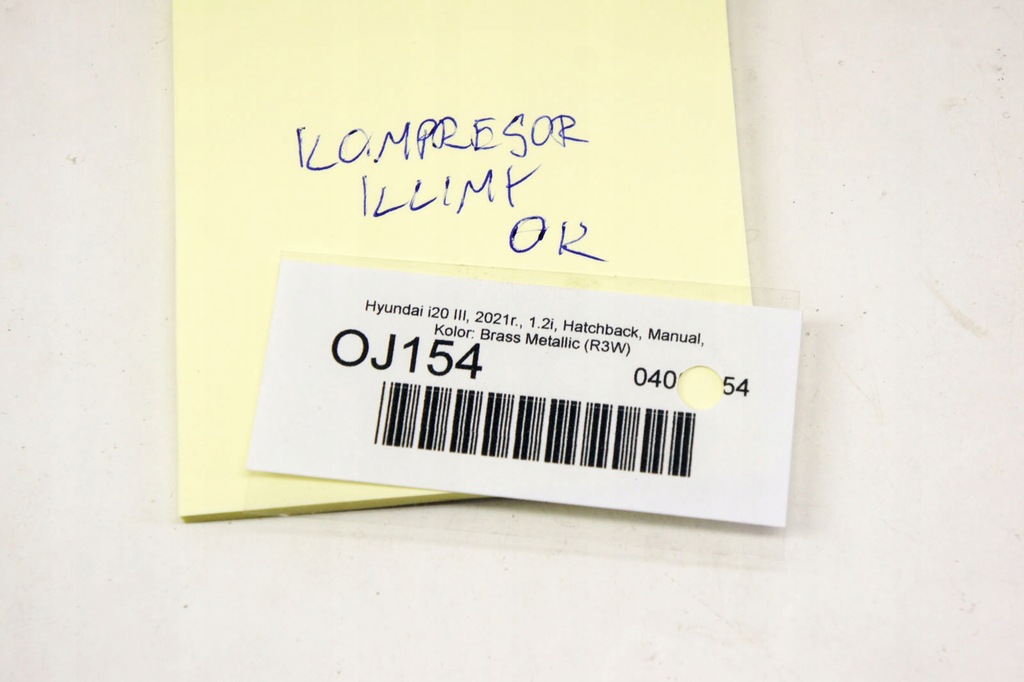 KOMPRESOR
KLIMY
OK
Hyundai i20 III, 2021r., 1.2i, Hatchback, Manual,
Kolor: Brass Metallic (R3W)
OJ154